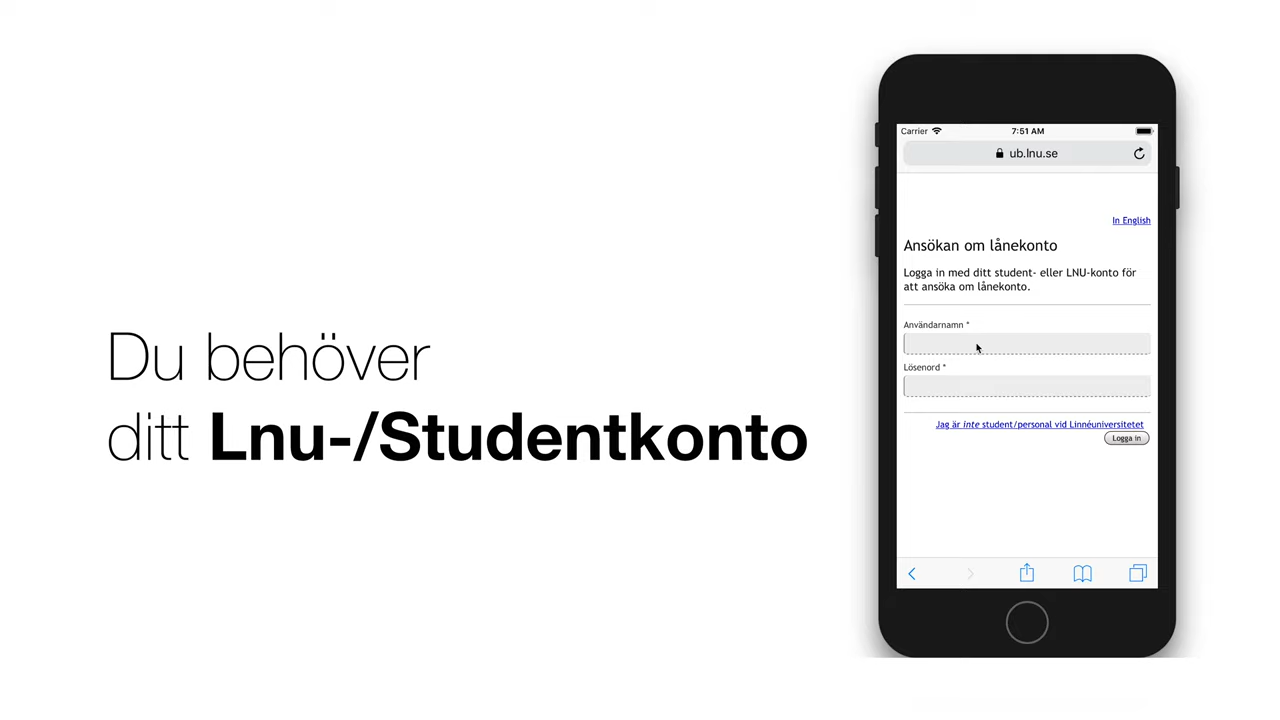 Du behöver
ditt Lnu-/Studentkonto
Carrier
7:51 AM
ub.lnu.se
In English
Ansökan om lånekonto
Logga in med ditt student- eller LNU-konto för
att ansöka om lånekonto.
Användarnamn *
Lösenord *
Jag är inte student/personal vid Linnéuniversitetet
Logga in